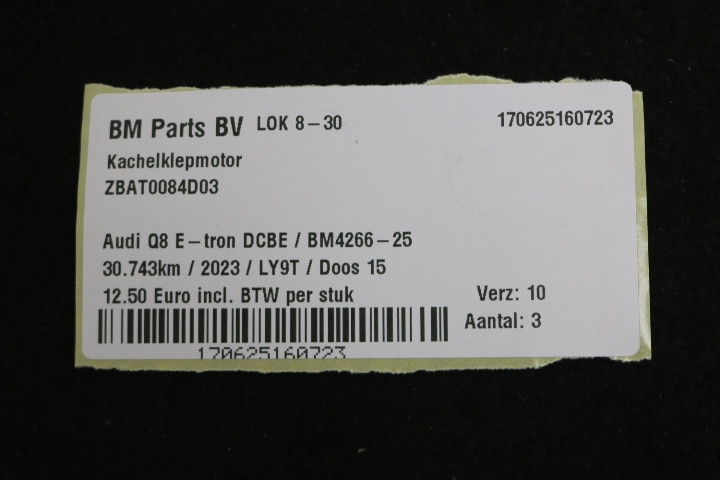 BM Parts BV LOK 8-30 170625160723
Kachelklepmotor
ZBAT0084D03
Audi Q8 E-tron DCBE / BM4266-25
30.743km / 2023 / LY9T / Doos 15
12.50 Euro incl. BTW per stuk Verz: 10
Aantal: 3
170625160723